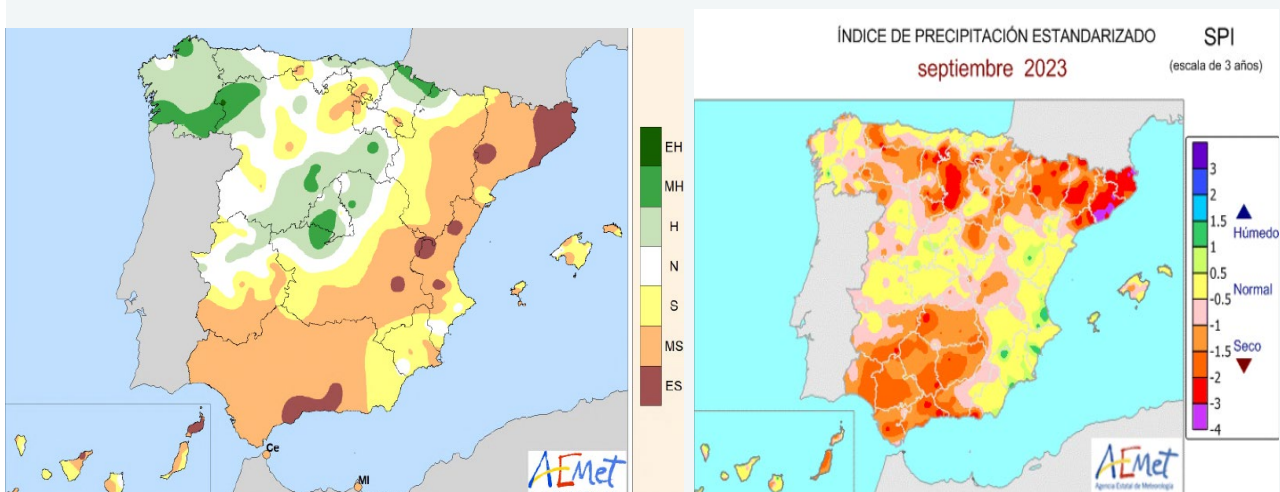 EH
MH
H
N
S
MS
ES
Ce
Ml
AEMet
ÍNDICE DE PRECIPITACIÓN ESTANDARIZADO
SPI
septiembre 2023
(escala de 3 años)
3
2
1.5
1
0.5
-0.5
-1
-1.5
-2
-3
-4
Húmedo
Normal
Seco
AEMet
Agencia Estatal de Meteorología